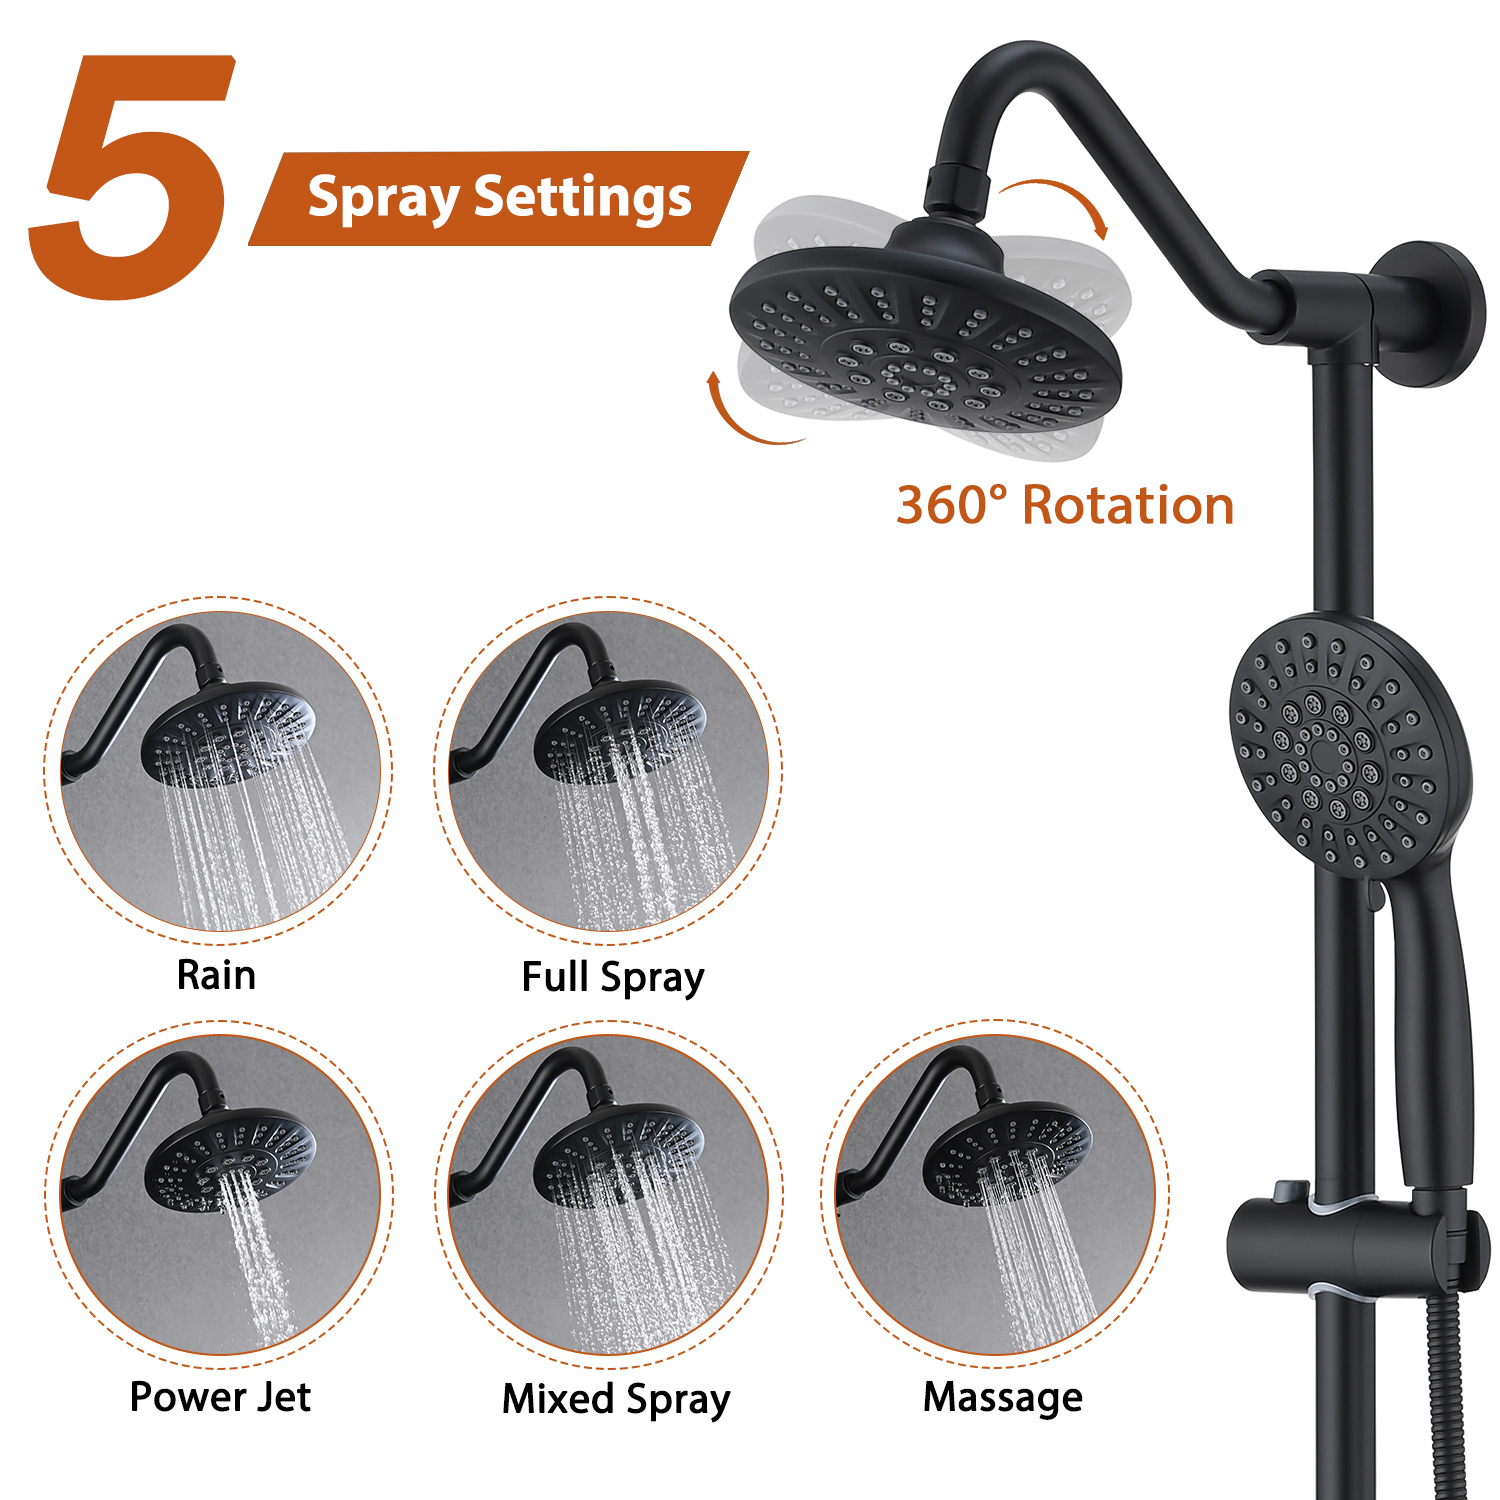 5
Spray Settings
360° Rotation
Rain
Full Spray
Power Jet
Mixed Spray
Massage